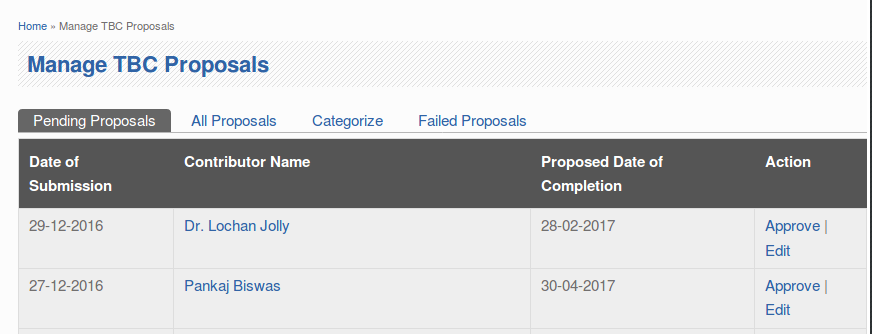 Home » Manage TBC Proposals
Manage TBC Proposals
Pending Proposals All Proposals Categorize Failed Proposals
Date of Submission Contributor Name Proposed Date of Completion Action
29-12-2016 Dr. Lochan Jolly 28-02-2017 Approve | Edit
27-12-2016 Pankaj Biswas 30-04-2017 Approve | Edit